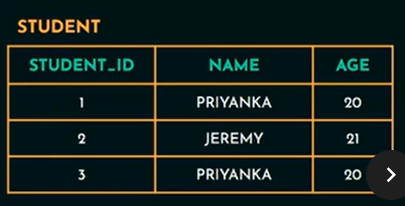 STUDENT
STUDENT_ID NAME AGE
1 PRIYANKA 20
2 JEREMY 21
3 PRIYANKA 20